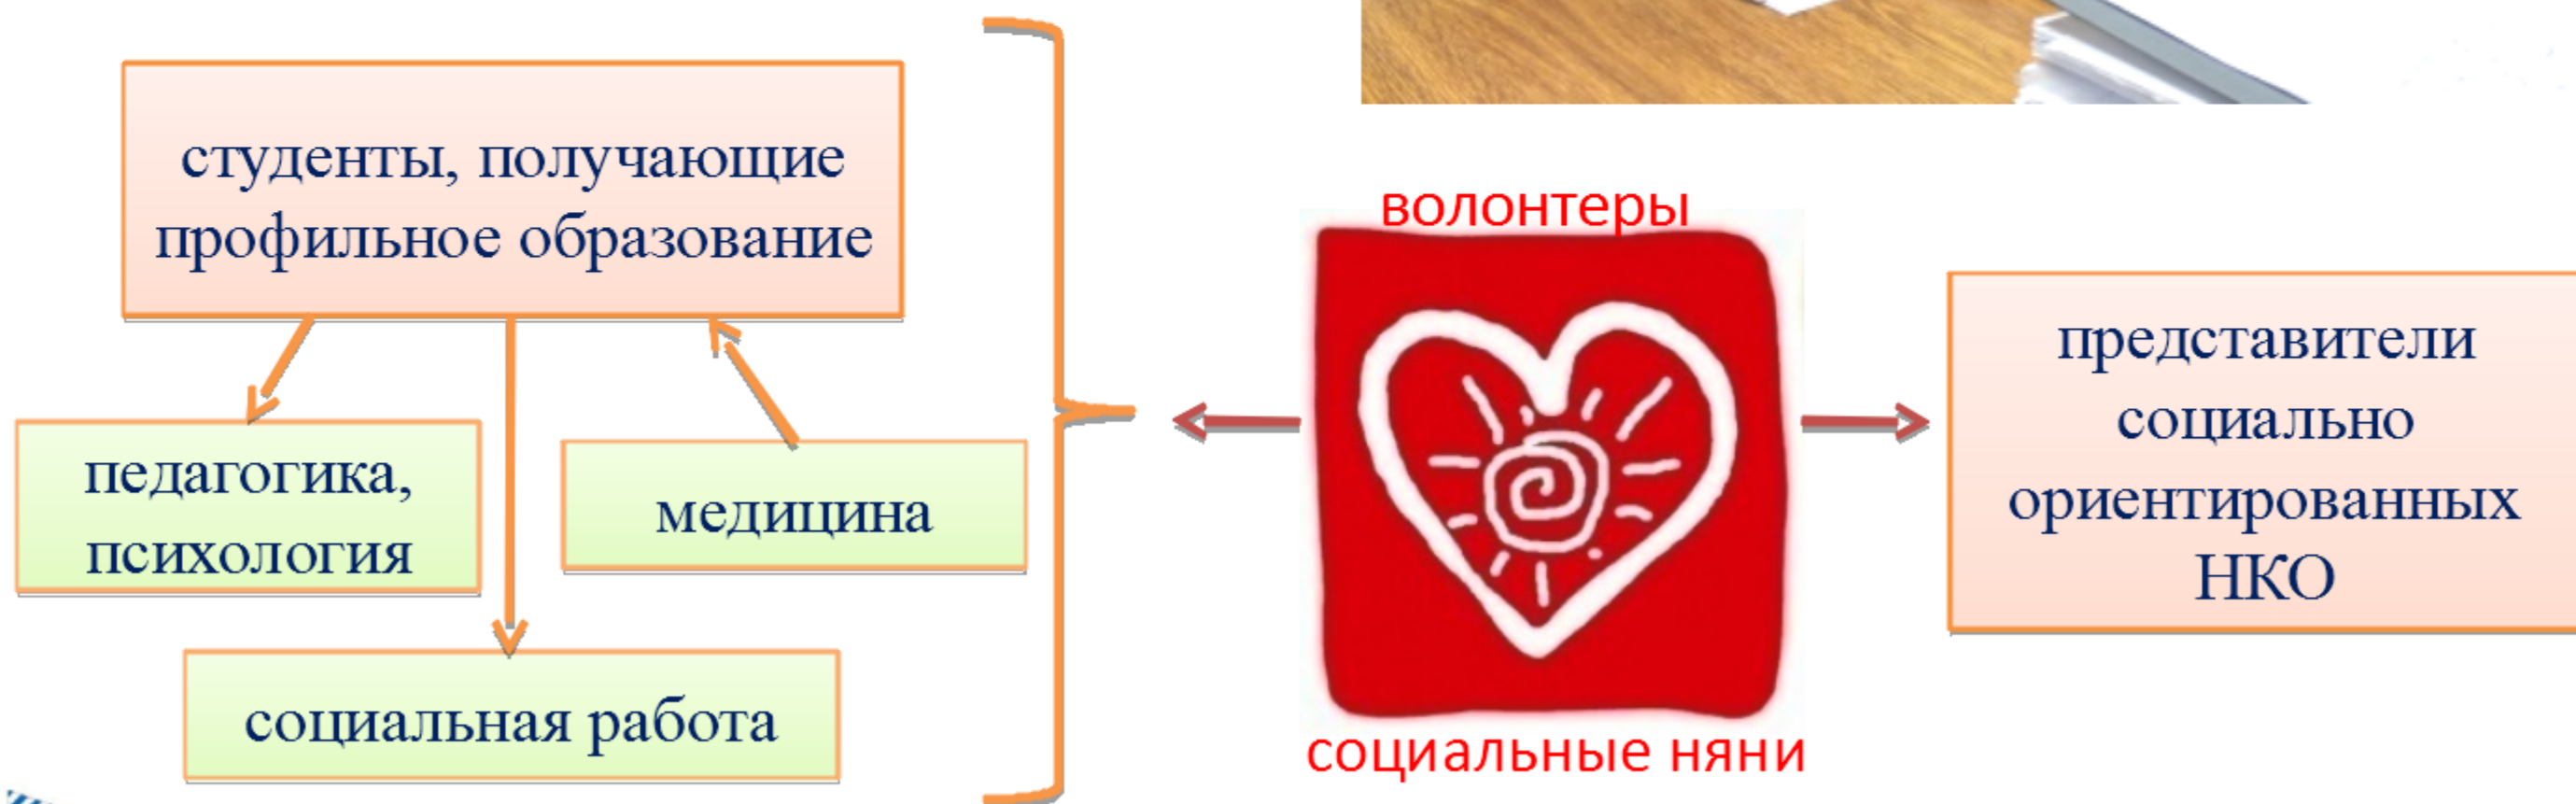 студенты, получающие
профильное образование
педагогика,
психология
медицина
социальная работа
волонтеры
социальные няни
представители
социально
ориентированных
НКО